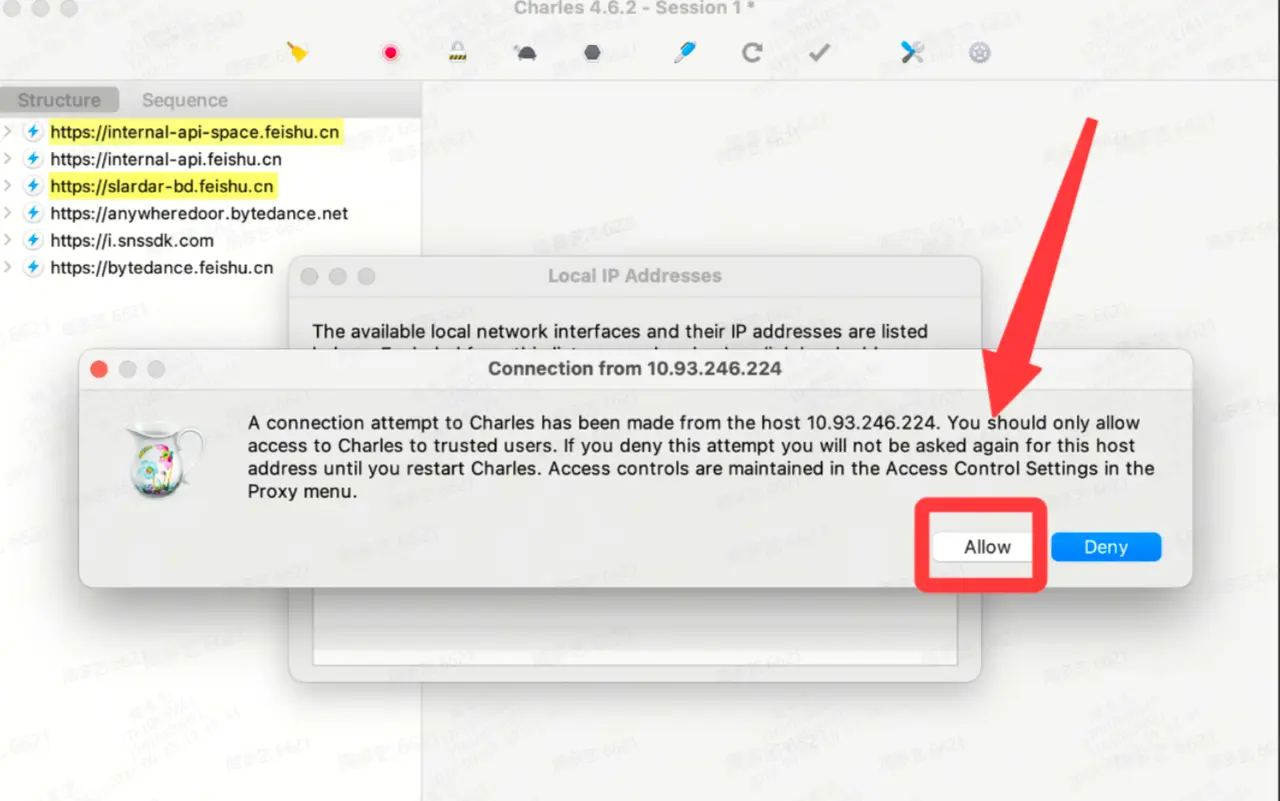 Charles 4.6.2 - Session 1 *
Structure
Sequence
https://internal-api-space.feishu.cn
https://internal-api.feishu.cn
https://slardar-bd.feishu.cn
https://anywheredoor.bytedance.net
https://i.snssdk.com
https://bytedance.feishu.cn
Local IP Addresses
The available local network interfaces and their IP addresses are listed
Connection from 10.93.246.224
A connection attempt to Charles has been made from the host 10.93.246.224. You should only allow
access to Charles to trusted users. If you deny this attempt you will not be asked again for this host
address until you restart Charles. Access controls are maintained in the Access Control Settings in the
Proxy menu.
Allow
Deny